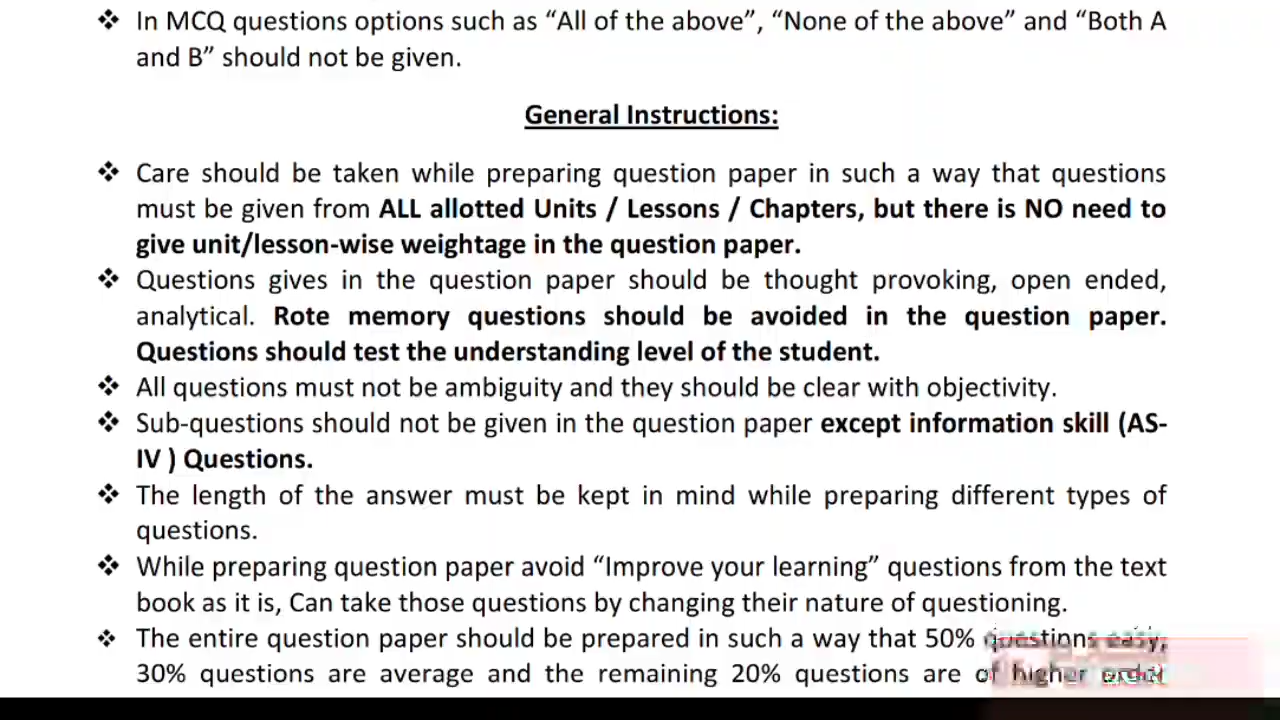 ❖ In MCQ questions options such as “All of the above”, “None of the above” and “Both A
and B” should not be given.
General Instructions:
❖ Care should be taken while preparing question paper in such a way that questions
must be given from ALL allotted Units / Lessons / Chapters, but there is NO need to
give unit/lesson-wise weightage in the question paper.
❖ Questions gives in the question paper should be thought provoking, open ended,
analytical. Rote memory questions should be avoided in the question paper.
Questions should test the understanding level of the student.
❖ All questions must not be ambiguity and they should be clear with objectivity.
❖ Sub-questions should not be given in the question paper except information skill (AS-
IV ) Questions.
❖ The length of the answer must be kept in mind while preparing different types of
questions.
❖ While preparing question paper avoid “Improve your learning” questions from the text
book as it is, Can take those questions by changing their nature of questioning.
❖ The entire question paper should be prepared in such a way that 50% questions easy,
30% questions are average and the remaining 20% questions are of higher order